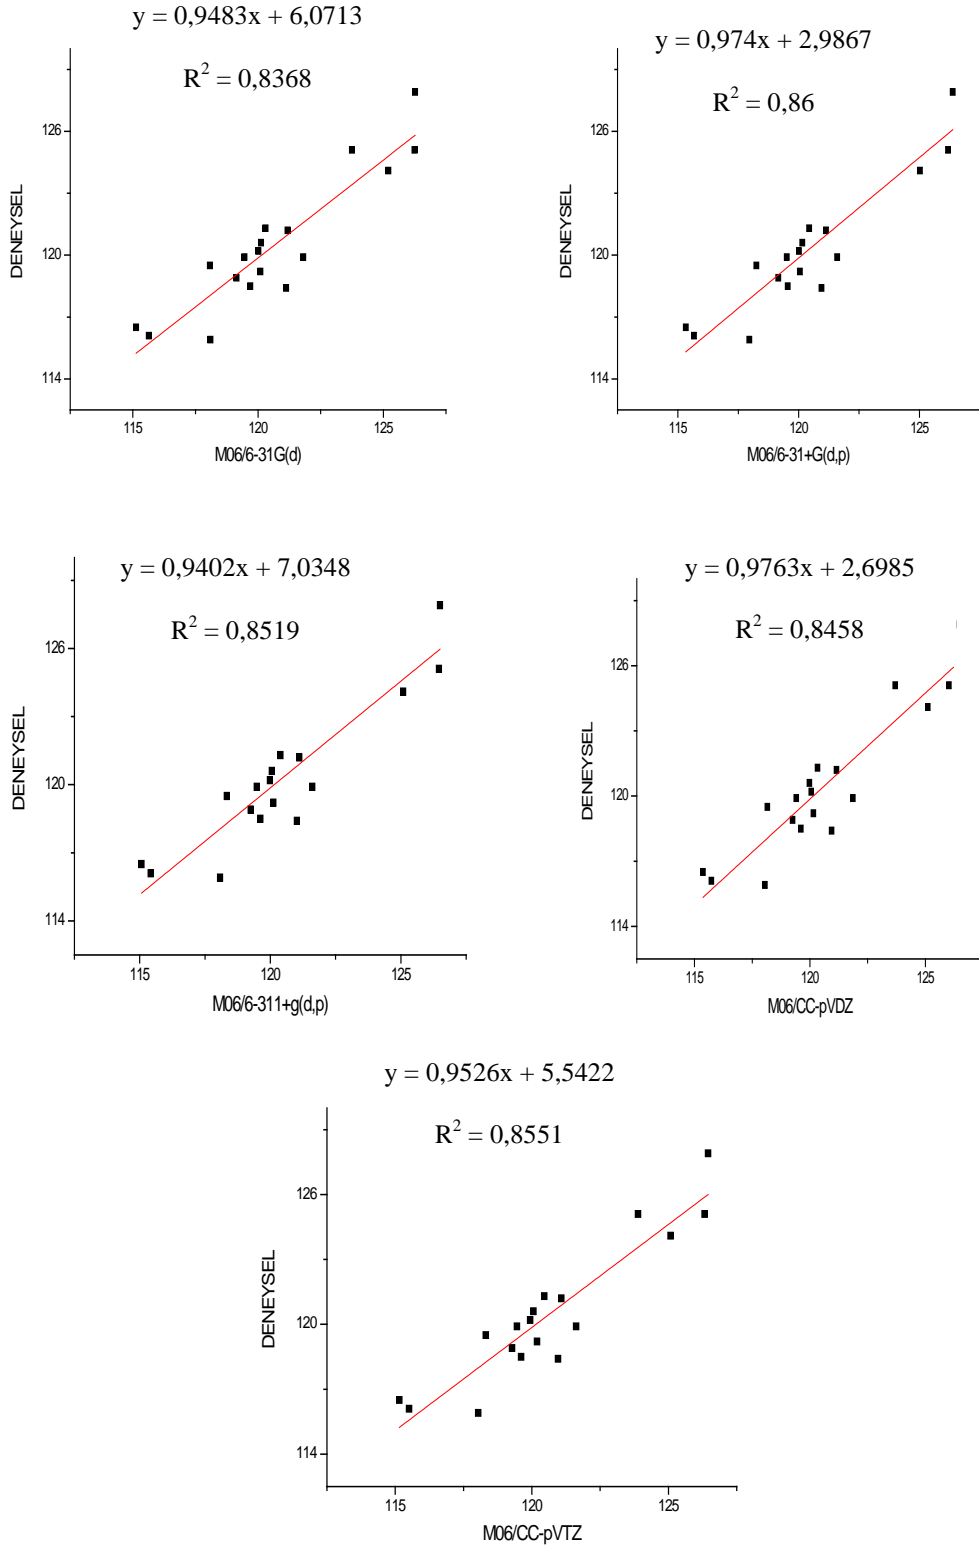 y = 0,9483x + 6,0713
R² = 0,8368
126
120
114
DENEYSEL
115 120 125
M06/6-31G(d)
y = 0,974x + 2,9867
R² = 0,86
126
120
114
DENEYSEL
115 120 125
M06/6-31+G(d,p)
y = 0,9402x + 7,0348
R² = 0,8519
126
120
114
DENEYSEL
115 120 125
M06/6-311+g(d,p)
y = 0,9763x + 2,6985
R² = 0,8458
126
120
114
DENEYSEL
115 120 125
M06/CC-pVDZ
y = 0,9526x + 5,5422
R² = 0,8551
126
120
114
DENEYSEL
115 120 125
M06/CC-pVTZ